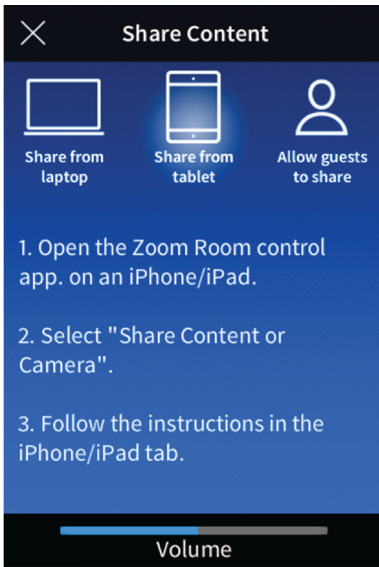 Share Content
Share from
laptop
Share from
tablet
Allow guests
to share
1. Open the Zoom Room control
app. on an iPhone/iPad.
2. Select "Share Content or
Camera".
3. Follow the instructions in the
iPhone/iPad tab.
Volume